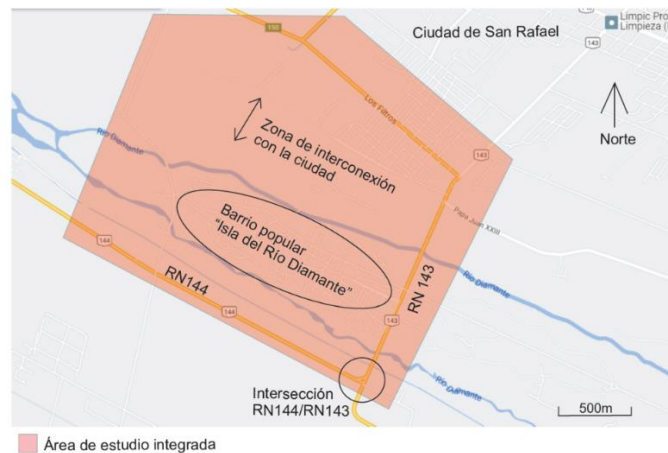 150
Ciudad de San Rafael
Limpic Pro
Limpieza (
143
Los Filtros
Norte
Zona de interconexión
con la ciudad
Río Diamante
143
Barrio popular
"Isla del Río Diamante"
Papa Juan XXIII
144
RN144
RN 143
Río Diamante
144
143
Río Diamante
Intersección
RN144/RN143
500m
Área de estudio integrada